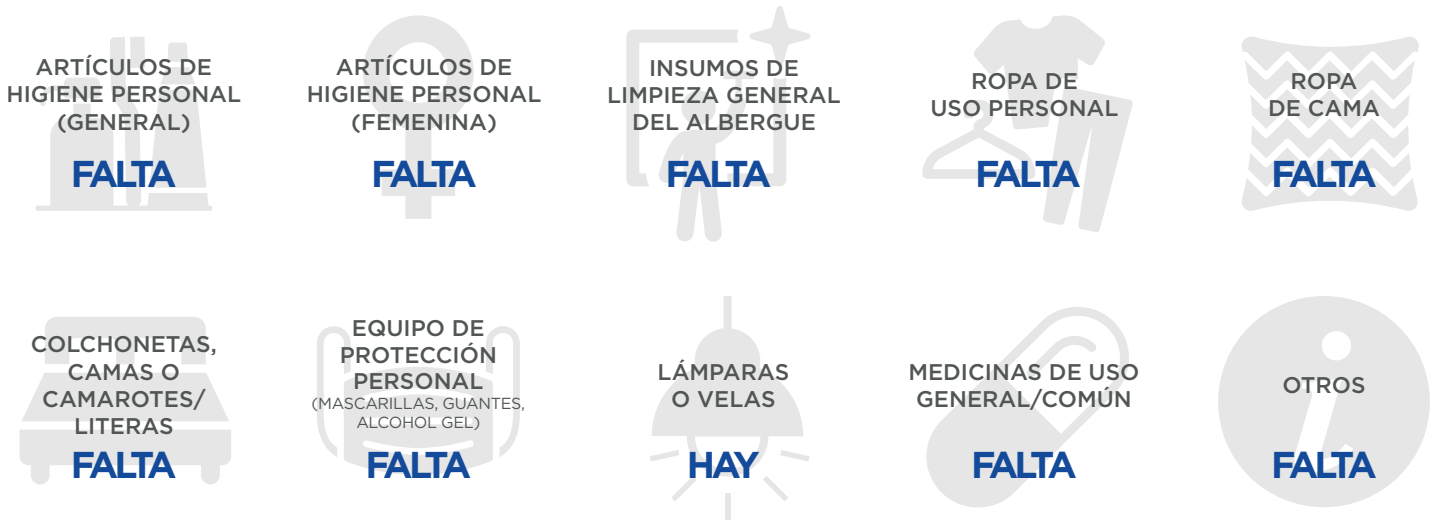 ARTÍCULOS DE
HIGIENE PERSONAL
(GENERAL)
FALTA
ARTÍCULOS DE
HIGIENE PERSONAL
(FEMENINA)
FALTA
INSUMOS DE
LIMPIEZA GENERAL
DEL ALBERGUE
FALTA
ROPA DE
USO PERSONAL
FALTA
ROPA
DE CAMA
FALTA
COLCHONETAS,
CAMAS O
CAMAROTES/
LITERAS
FALTA
EQUIPO DE
PROTECCIÓN
PERSONAL
(MASCARILLAS, GUANTES,
ALCOHOL GEL)
FALTA
LÁMPARAS
O VELAS
HAY
MEDICINAS DE USO
GENERAL/COMÚN
FALTA
OTROS
FALTA